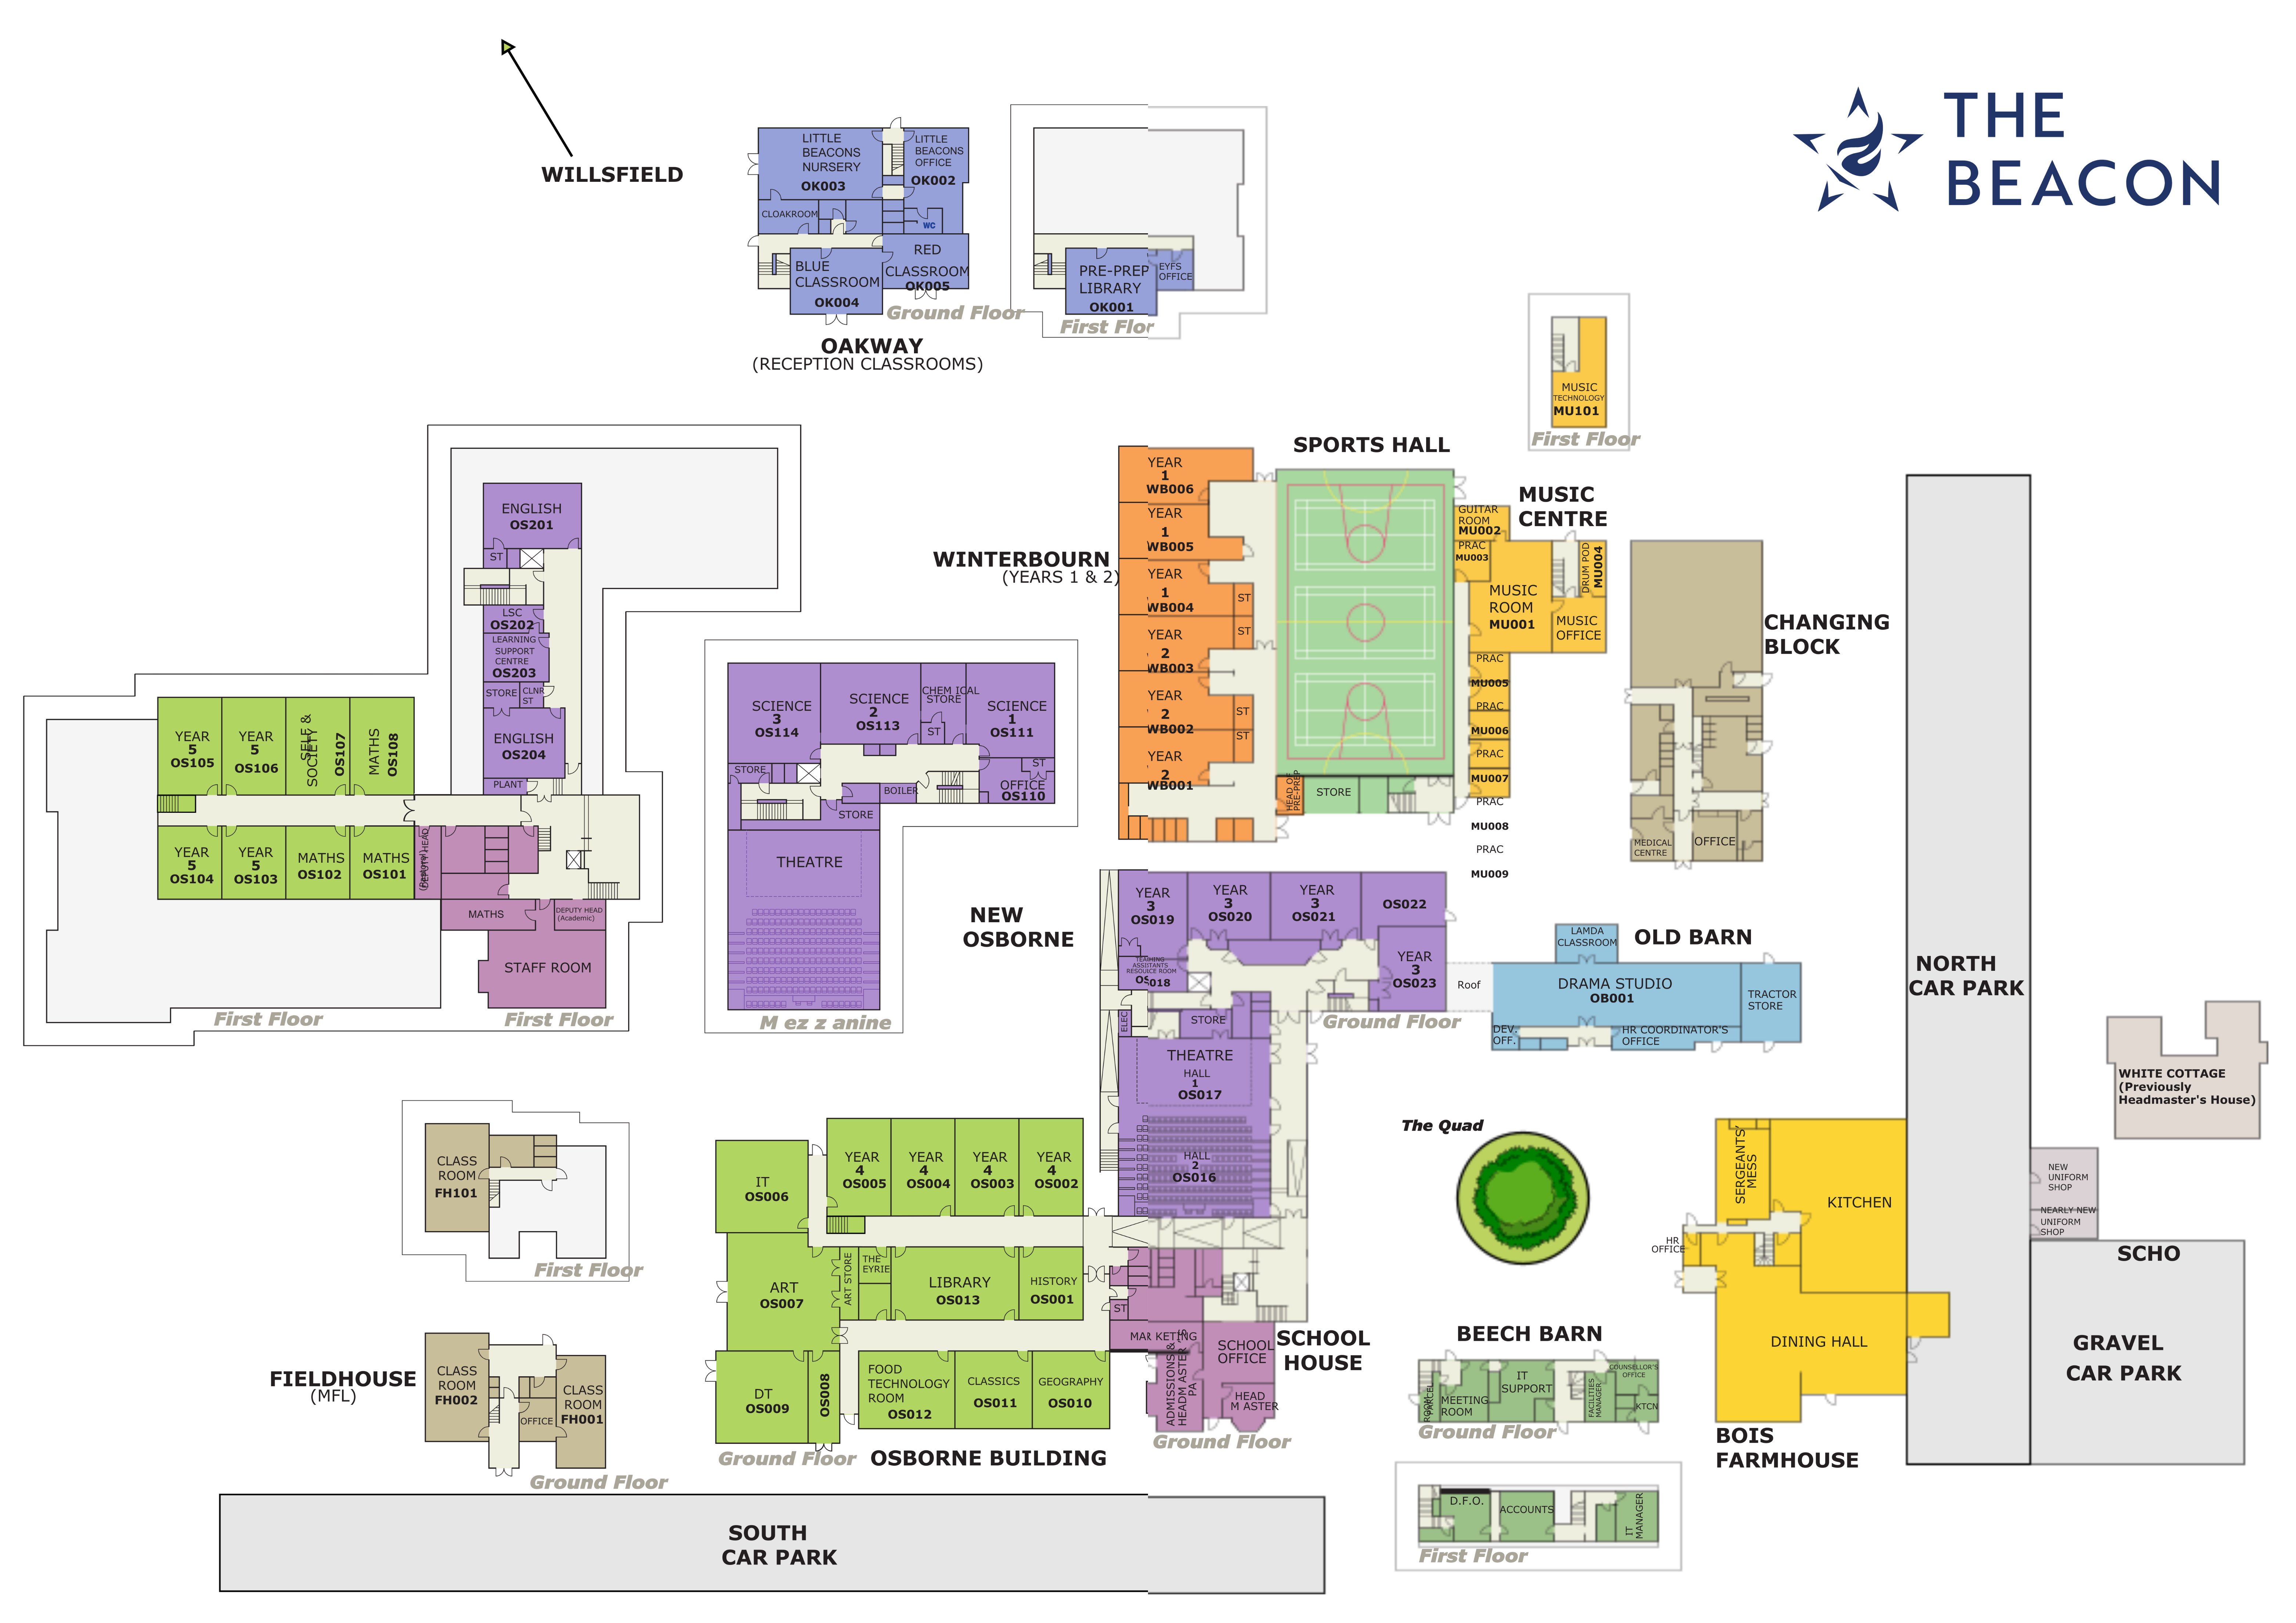 THE
BEACON
WILLSFIELD
LITTLE
BEACONS
NURSERY
OK003
LITTLE
BEACONS
OFFICE
OK002
CLOAKROOM
WC
BLUE
CLASSROOM
OK004
RED
CLASSROOM
OK005
Ground Floor
OAKWAY
(RECEPTION CLASSROOMS)
PRE-PREP
LIBRARY
OK001
EYFS
OFFICE
First Flor
MUSIC
TECHNOLOGY
MU101
First Floor
ENGLISH
OS201
ST
LSC
OS202
LEARNING
SUPPORT
CENTRE
OS203
STORE
CLNR
ST
ENGLISH
OS204
PLANT
YEAR
5
OS105
YEAR
5
OS106
SELF &
SOCIETY
OS107
MATHS
OS108
YEAR
5
OS104
YEAR
5
OS103
MATHS
OS102
MATHS
OS101
DEPUTY HEAD
(Pastoral)
MATHS
DEPUTY HEAD
(Academic)
STAFF ROOM
First Floor
First Floor
SCIENCE
3
OS114
SCIENCE
2
OS113
CHEM ICAL
STORE
ST
SCIENCE
1
OS111
STORE
ST
OFFICE
OS110
BOILER
STORE
THEATRE
M ez z anine
WINTERBOURN
(YEARS 1 & 2)
YEAR
1
WB006
YEAR
1
WB005
YEAR
1
WB004
ST
ST
YEAR
2
WB003
YEAR
2
WB002
ST
ST
YEAR
2
WB001
SPORTS HALL
HEAD OF
PRE-PREP
STORE
MUSIC
CENTRE
GUITAR
ROOM
MU002
PRAC
MU003
MUSIC
ROOM
MU001
DRUM POD
MU004
MUSIC
OFFICE
PRAC
MU005
PRAC
MU006
PRAC
MU007
PRAC
MU008
PRAC
MU009
CHANGING
BLOCK
MEDICAL
CENTRE
OFFICE
NEW
OSBORNE
YEAR
3
OS019
YEAR
3
OS020
YEAR
3
OS021
OS022
YEAR
3
OS023
ASSISTANTS
RESOUCE ROOM
OS018
ELEC
STORE
Ground Floor
THEATRE
HALL
1
OS017
HALL
2
OS016
Roof
OLD BARN
LAMDA
CLASSROOM
DRAMA STUDIO
OB001
TRACTOR
STORE
DEV.
OFF.
HR COORDINATOR'S
OFFICE
NORTH
CAR PARK
WHITE COTTAGE
(Previously
Headmaster's House)
NEW
UNIFORM
SHOP
NEARLY NEW
UNIFORM
SHOP
SCHO
GRAVEL
CAR PARK
The Quad
SERGEANTS'
MESS
KITCHEN
HR
OFFICE
DINING HALL
BOIS
FARMHOUSE
CLASS
ROOM
FH101
First Floor
FIELDHOUSE
(MFL)
CLASS
ROOM
FH002
OFFICE
CLASS
ROOM
FH001
Ground Floor
IT
OS006
YEAR
4
OS005
YEAR
4
OS004
YEAR
4
OS003
YEAR
4
OS002
ART
OS007
ART STORE
THE
EYRIE
LIBRARY
OS013
HISTORY
OS001
ST
DT
OS009
OS008
FOOD
TECHNOLOGY
ROOM
OS012
CLASSICS
OS011
GEOGRAPHY
OS010
Ground Floor
OSBORNE BUILDING
MAR KETING
ADMISSIONS &
HEADM ASTER 'S
PA
SCHOOL
OFFICE
HEAD
M ASTER
Ground Floor
SCHOOL
HOUSE
BEECH BARN
PARCEL
ROOM
MEETING
ROOM
IT
SUPPORT
FACILITIES
MANAGER
COUNSELLOR'S
OFFICE
KTCN
Ground Floor
D.F.O.
ACCOUNTS
IT
MANAGER
First Floor
SOUTH
CAR PARK